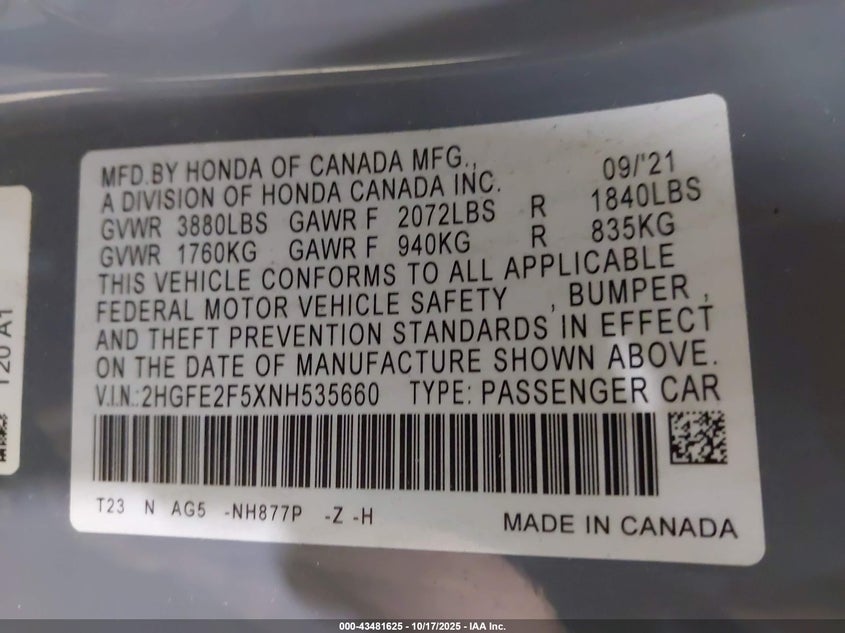 MFD.BY HONDA OF CANADA MFG., 09/'21
A DIVISION OF HONDA CANADA INC.
GVWR 3880LBS GAWR F 2072LBS R 1840LBS
GVWR 1760KG GAWR F 940KG R 835KG
THIS VEHICLE CONFORMS TO ALL APPLICABLE
FEDERAL MOTOR VEHICLE SAFETY , BUMPER ,
AND THEFT PREVENTION STANDARDS IN EFFECT
ON THE DATE OF MANUFACTURE SHOWN ABOVE.
V.I.N.:2HGFE2F5XNH535660 TYPE: PASSENGER CAR
T23 N AG5 -NH877P -Z -H
MADE IN CANADA
T20 A1
000-43481625 - 10/17/2025 - IAA Inc.